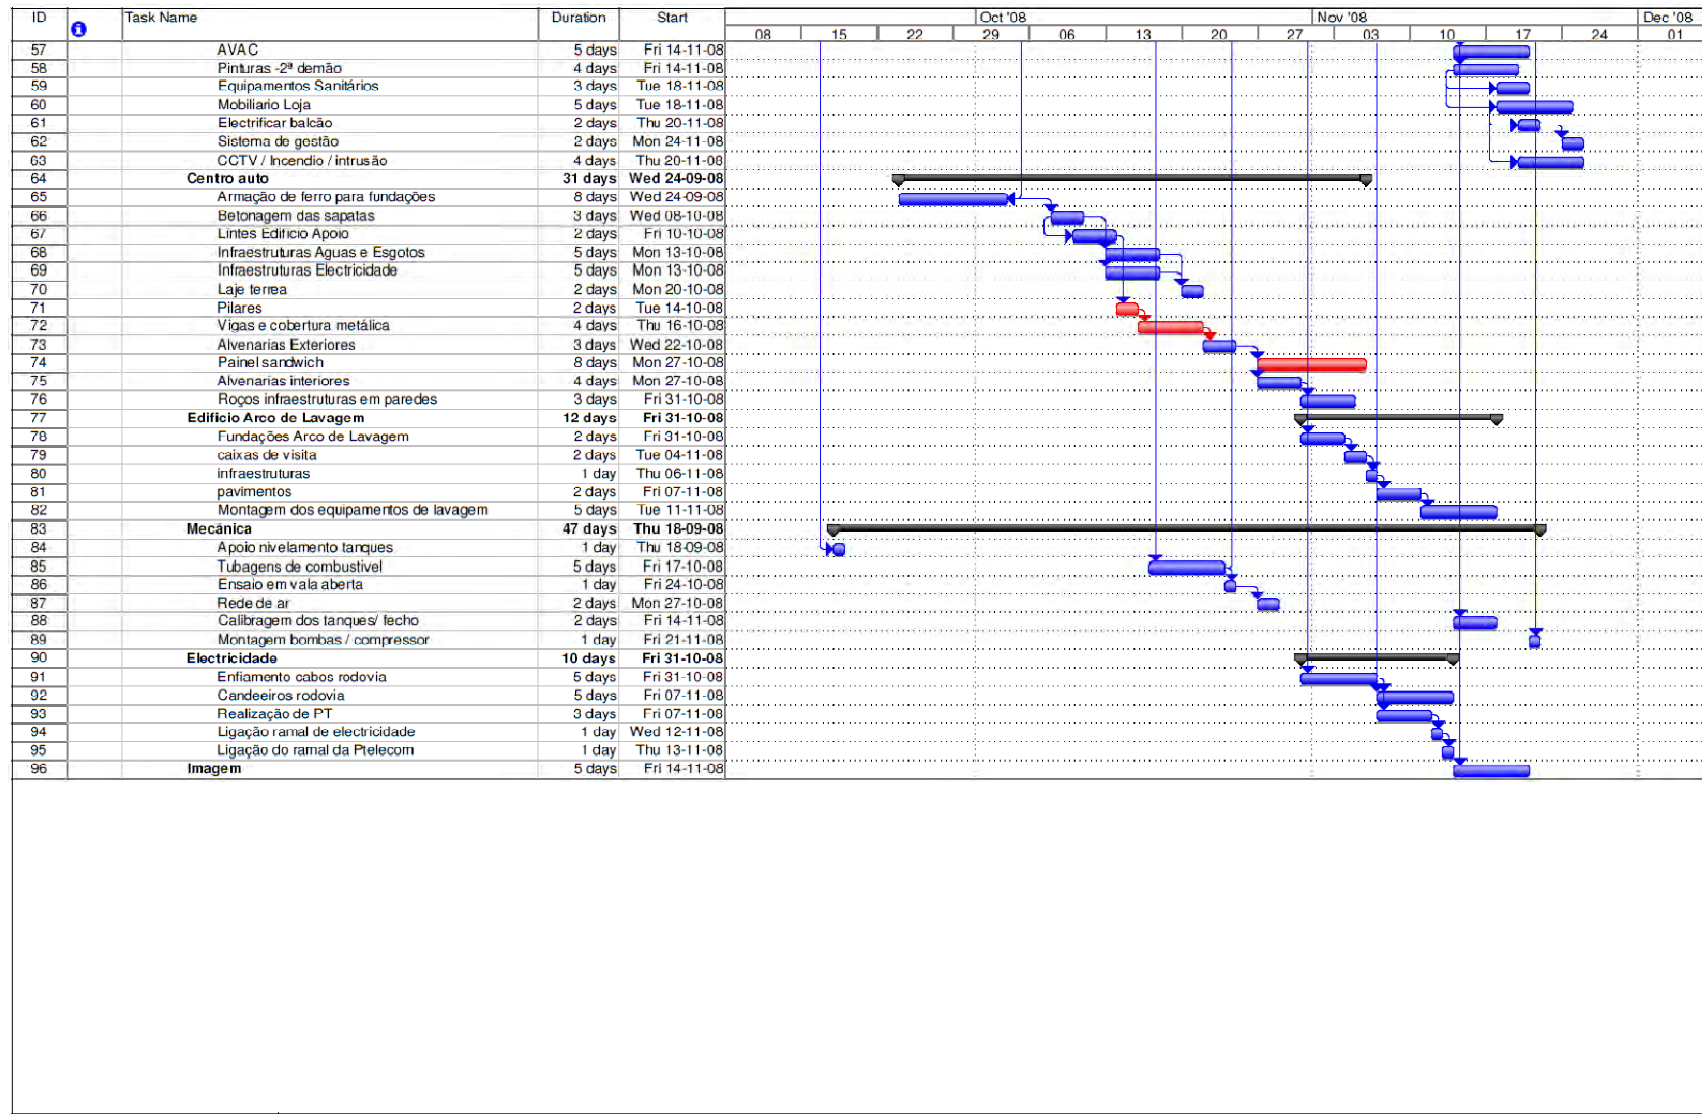 ID Task Name Duration Start Oct '08 Nov '08 Dec '08
08 15 22 29 06 13 20 27 03 10 17 24 01
57 AVAC 5 days Fri 14-11-08
58 Pinturas -2ª demão 4 days Fri 14-11-08
59 Equipamentos Sanitários 3 days Tue 18-11-08
60 Mobiliario Loja 5 days Tue 18-11-08
61 Electrificar balcão 2 days Thu 20-11-08
62 Sistema de gestão 2 days Mon 24-11-08
63 CCTV / Incendio / intrusão 4 days Thu 20-11-08
64 Centro auto 31 days Wed 24-09-08
65 Armação de ferro para fundações 8 days Wed 24-09-08
66 Betonagem das sapatas 3 days Wed 08-10-08
67 Lintes Edificio Apoio 2 days Fri 10-10-08
68 Infraestruturas Aguas e Esgotos 5 days Mon 13-10-08
69 Infraestruturas Electricidade 5 days Mon 13-10-08
70 Laje terrea 2 days Mon 20-10-08
71 Pilares 2 days Tue 14-10-08
72 Vigas e cobertura metálica 4 days Thu 16-10-08
73 Alvenarias Exteriores 3 days Wed 22-10-08
74 Painel sandwich 8 days Mon 27-10-08
75 Alvenarias interiores 4 days Mon 27-10-08
76 Roços infraestruturas em paredes 3 days Fri 31-10-08
77 Edificio Arco de Lavagem 12 days Fri 31-10-08
78 Fundações Arco de Lavagem 2 days Fri 31-10-08
79 caixas de visita 2 days Tue 04-11-08
80 infraestruturas 1 day Thu 06-11-08
81 pavimentos 2 days Fri 07-11-08
82 Montagem dos equipamentos de lavagem 5 days Tue 11-11-08
83 Mecânica 47 days Thu 18-09-08
84 Apoio nivelamento tanques 1 day Thu 18-09-08
85 Tubagens de combustivel 5 days Fri 17-10-08
86 Ensaio em vala aberta 1 day Fri 24-10-08
87 Rede de ar 2 days Mon 27-10-08
88 Calibragem dos tanques/ fecho 2 days Fri 14-11-08
89 Montagem bombas / compressor 1 day Fri 21-11-08
90 Electricidade 10 days Fri 31-10-08
91 Enfiamento cabos rodovia 5 days Fri 31-10-08
92 Candeeiros rodovia 5 days Fri 07-11-08
93 Realização de PT 3 days Fri 07-11-08
94 Ligação ramal de electricidade 1 day Wed 12-11-08
95 Ligação do ramal da Ptelecom 1 day Thu 13-11-08
96 Imagem 5 days Fri 14-11-08